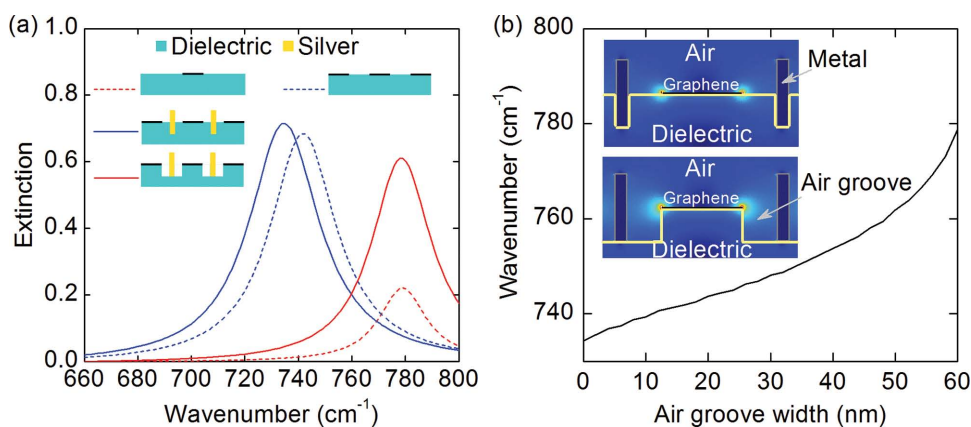 (a)
1.0
0.8
0.6
0.4
0.2
0.0
Extinction
Dielectric
Silver
660
680
700
720
740
760
780
800
Wavenumber (cm-1)
(b)
800
780
760
740
Wavenumber (cm-1)
Air
Metal
Graphene
Dielectric
Air
Air groove
Graphene
Dielectric
0
10
20
30
40
50
60
Air groove width (nm)